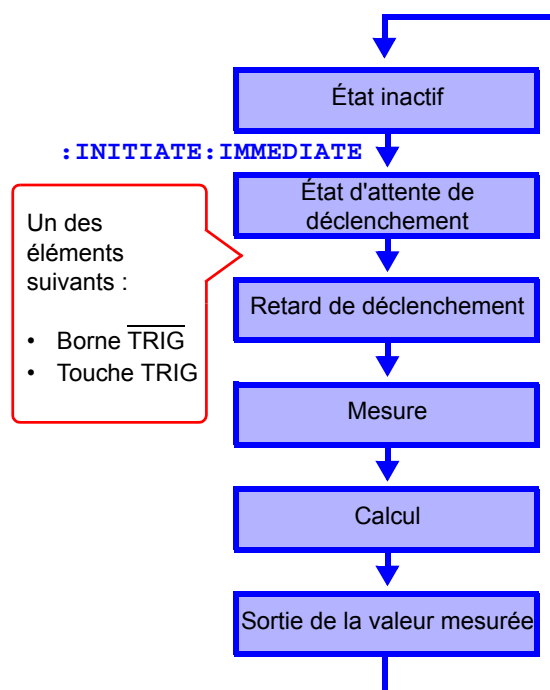 État inactif
:INITIATE:IMMEDIATE
État d'attente de
déclenchement
Un des
éléments
suivants :
• Borne TRIG
• Touche TRIG
Retard de déclenchement
Mesure
Calcul
Sortie de la valeur mesurée